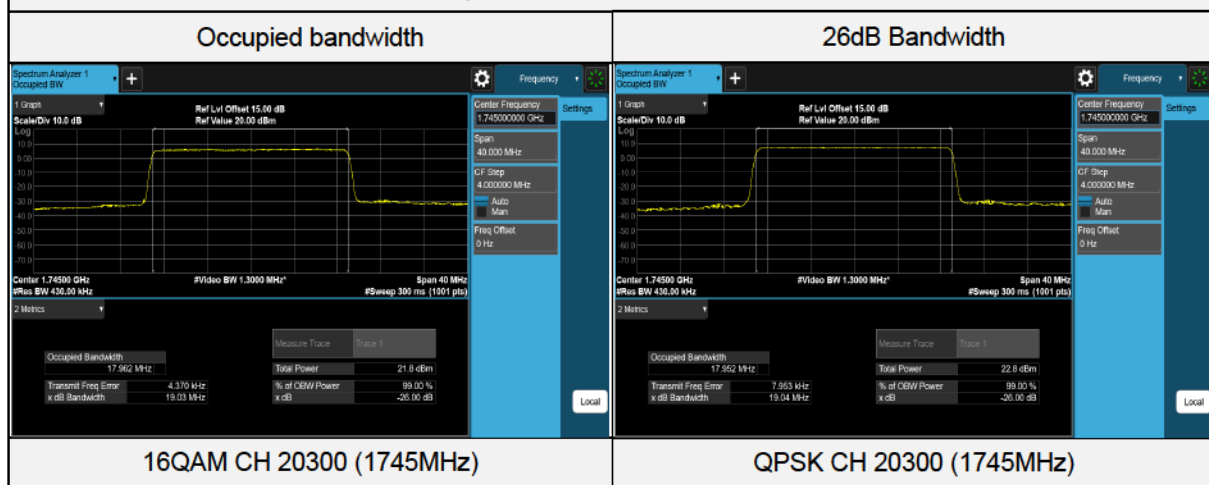 Occupied bandwidth
26dB Bandwidth
Spectrum Analyzer 1
Occupied BW
+
Frequency
1 Graph
Scale/Div 10.0 dB
Ref Lvl Offset 15.00 dB
Ref Value 20.00 dBm
Log
10.0
0.00
-10.0
-20.0
-30.0
-40.0
-50.0
-60.0
-70.0
Center 1.74500 GHz
#Video BW 1.3000 MHz*
Span 40 MHz
#Res BW 430.00 kHz
#Sweep 300 ms (1001 pts)
Center Frequency
1.745000000 GHz
Settings
Span
40.000 MHz
CF Step
4.000000 MHz
Auto
Man
Freq Offset
0 Hz
2 Metrics
Measure Trace Trace 1
Occupied Bandwidth
17.962 MHz
Total Power 21.8 dBm
Transmit Freq Error 4.370 kHz
% of OBW Power 99.00 %
x dB Bandwidth 19.03 MHz
x dB -26.00 dB
Local
Spectrum Analyzer 1
Occupied BW
+
Frequency
1 Graph
Scale/Div 10.0 dB
Ref Lvl Offset 15.00 dB
Ref Value 20.00 dBm
Log
10.0
0.00
-10.0
-20.0
-30.0
-40.0
-50.0
-60.0
-70.0
Center 1.74500 GHz
#Video BW 1.3000 MHz*
Span 40 MHz
#Res BW 430.00 kHz
#Sweep 300 ms (1001 pts)
Center Frequency
1.745000000 GHz
Settings
Span
40.000 MHz
CF Step
4.000000 MHz
Auto
Man
Freq Offset
0 Hz
2 Metrics
Measure Trace Trace 1
Occupied Bandwidth
17.952 MHz
Total Power 22.8 dBm
Transmit Freq Error 7.953 kHz
% of OBW Power 99.00 %
x dB Bandwidth 19.04 MHz
x dB -26.00 dB
Local
16QAM CH 20300 (1745MHz)
QPSK CH 20300 (1745MHz)